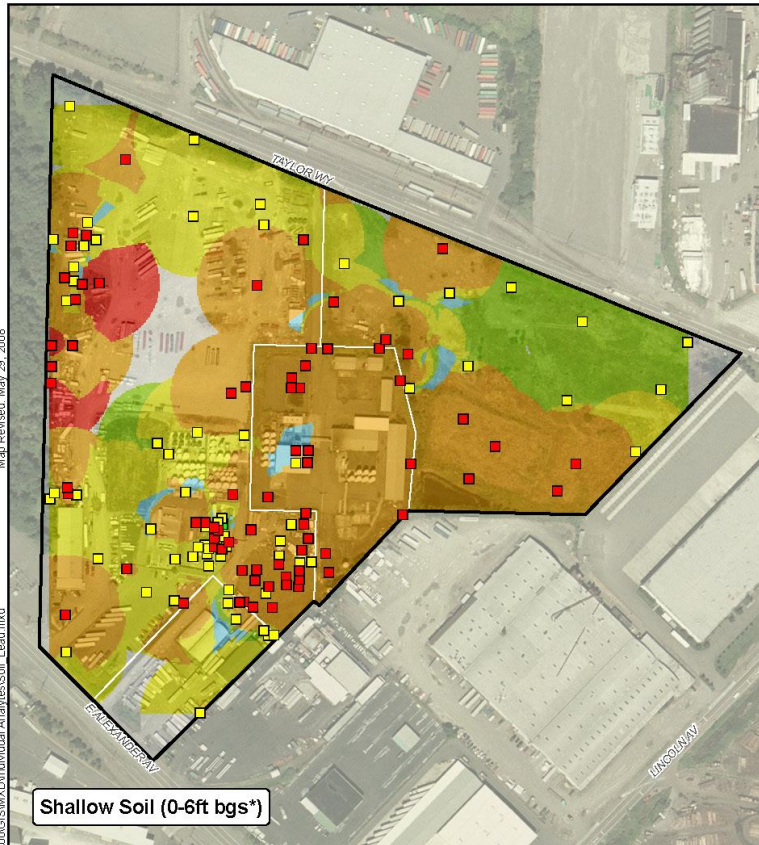 TAYLOR WY
Map Revised: May 29, 2008
E ALEXANDER AV
LINCOLN AV
Shallow Soil (0-6ft bgs*)